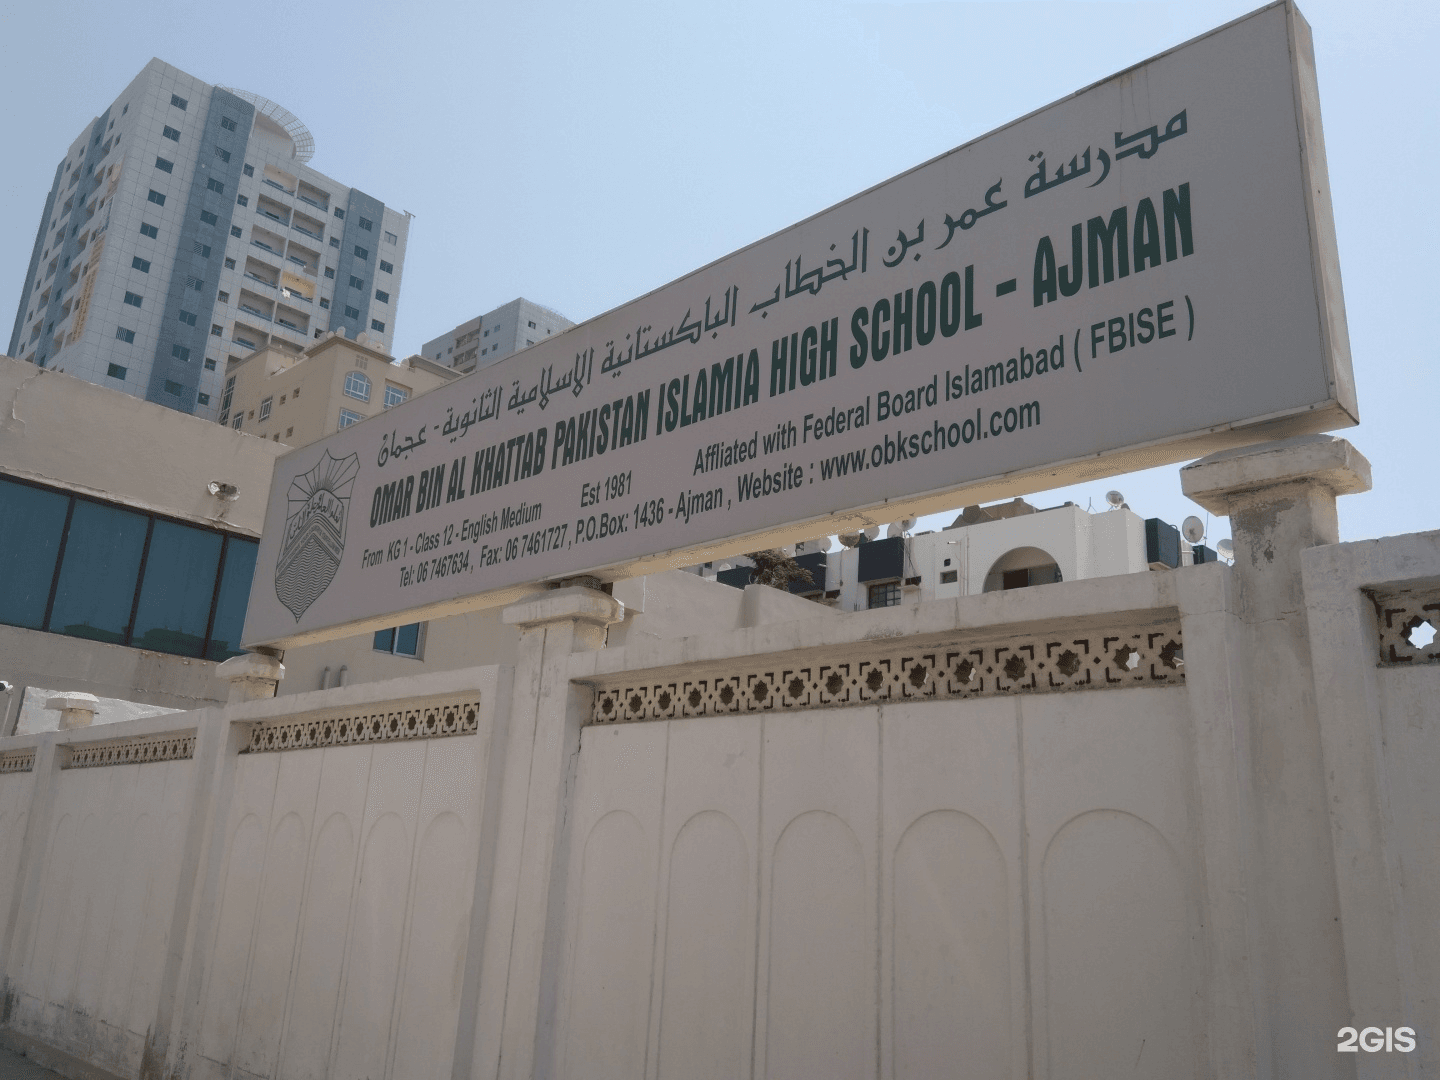 مدرسة عمر بن الخطاب الباكستانية الاسلامية الثانوية - عجمان
OMAR BIN AL KHATTAB PAKISTAN ISLAMIA HIGH SCHOOL - AJMAN
From KG 1 - Class 12 - English Medium Est 1981 Affliated with Federal Board Islamabad ( FBISE )
Tel: 06 7467634 , Fax: 06 7461727 , P.O.Box: 1436 - Ajman , Website : www.obkschool.com
2GIS